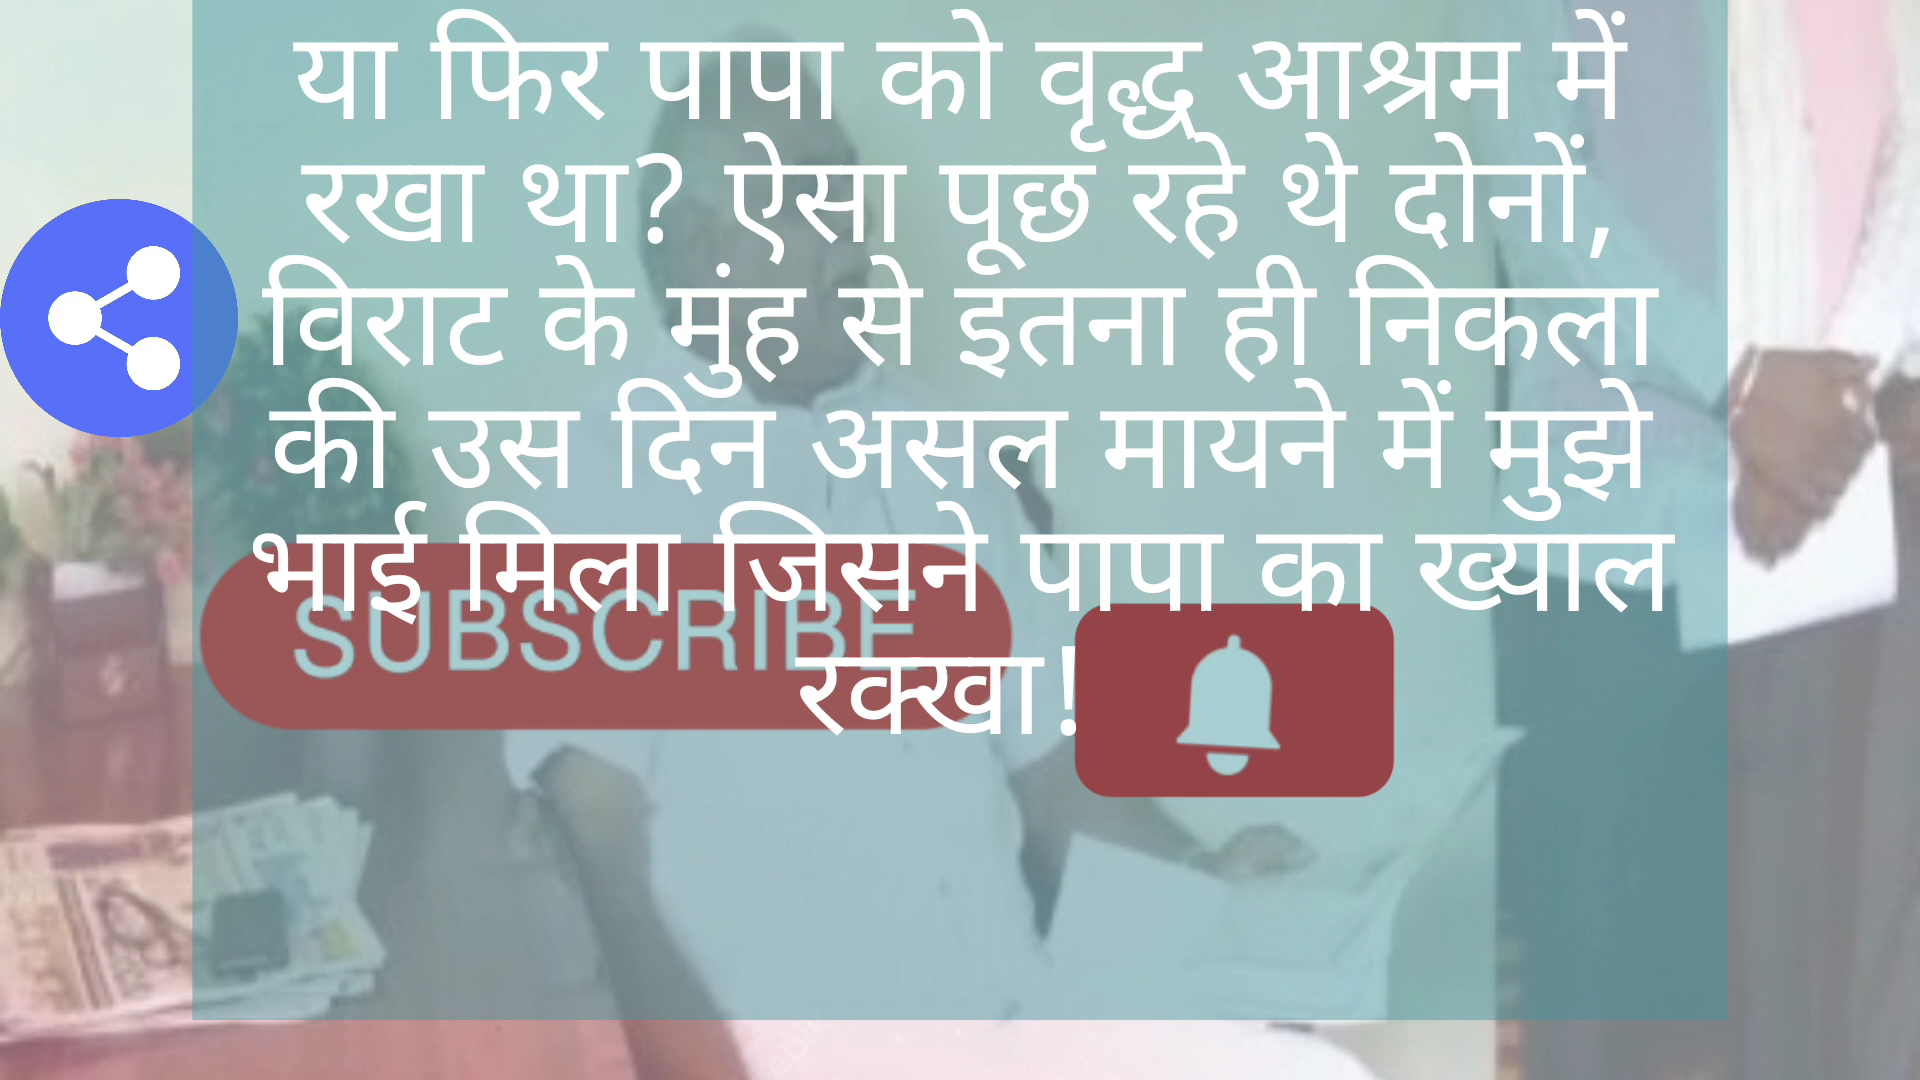 या फिर पापा को वृद्ध आश्रम में
रखा था? ऐसा पूछ रहे थे दोनों,
विराट के मुंह से इतना ही निकला
की उस दिन असल मायने में मुझे
भाई मिला जिसने पापा का ख्याल
रक्खा!
SUBSCRIBE